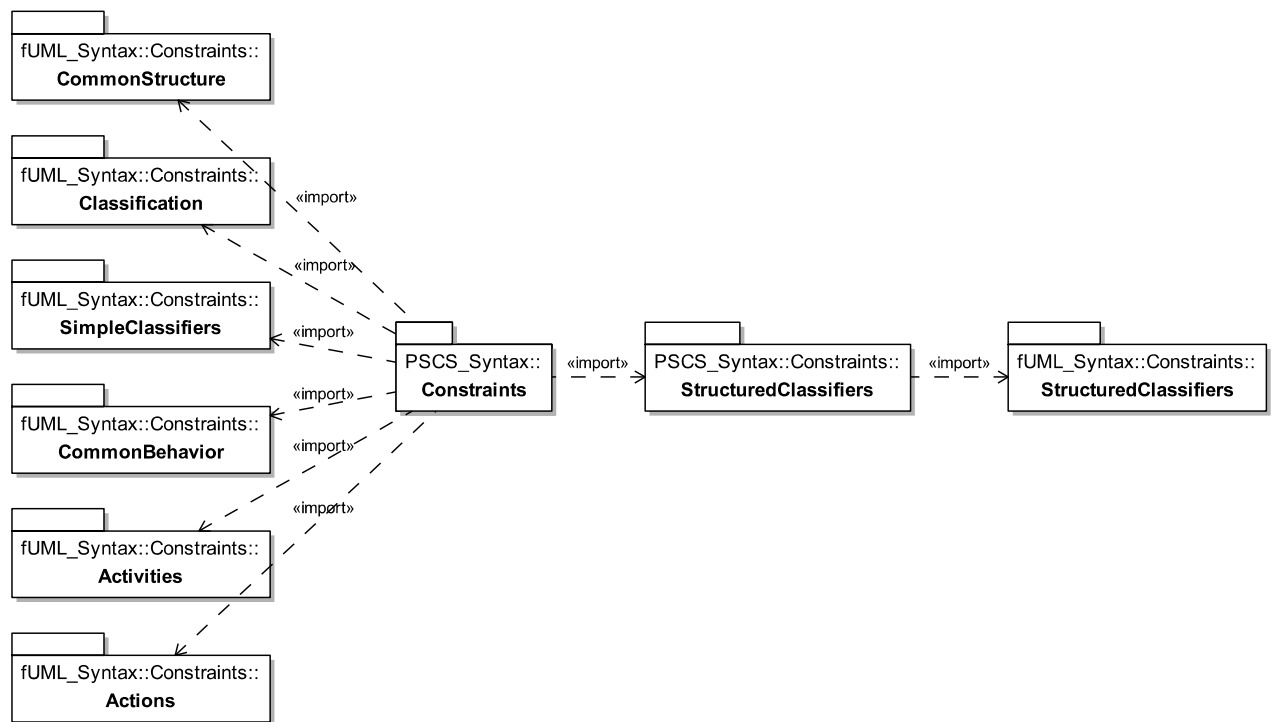 fUML_Syntax::Constraints::
CommonStructure
fUML_Syntax::Constraints::
Classification
«import»
«import»
fUML_Syntax::Constraints::
SimpleClassifiers
«import»
PSCS_Syntax::
Constraints
«import»
PSCS_Syntax::Constraints::
StructuredClassifiers
«import»
fUML_Syntax::Constraints::
StructuredClassifiers
«import»
fUML_Syntax::Constraints::
CommonBehavior
«import»
«import»
fUML_Syntax::Constraints::
Activities
fUML_Syntax::Constraints::
Actions